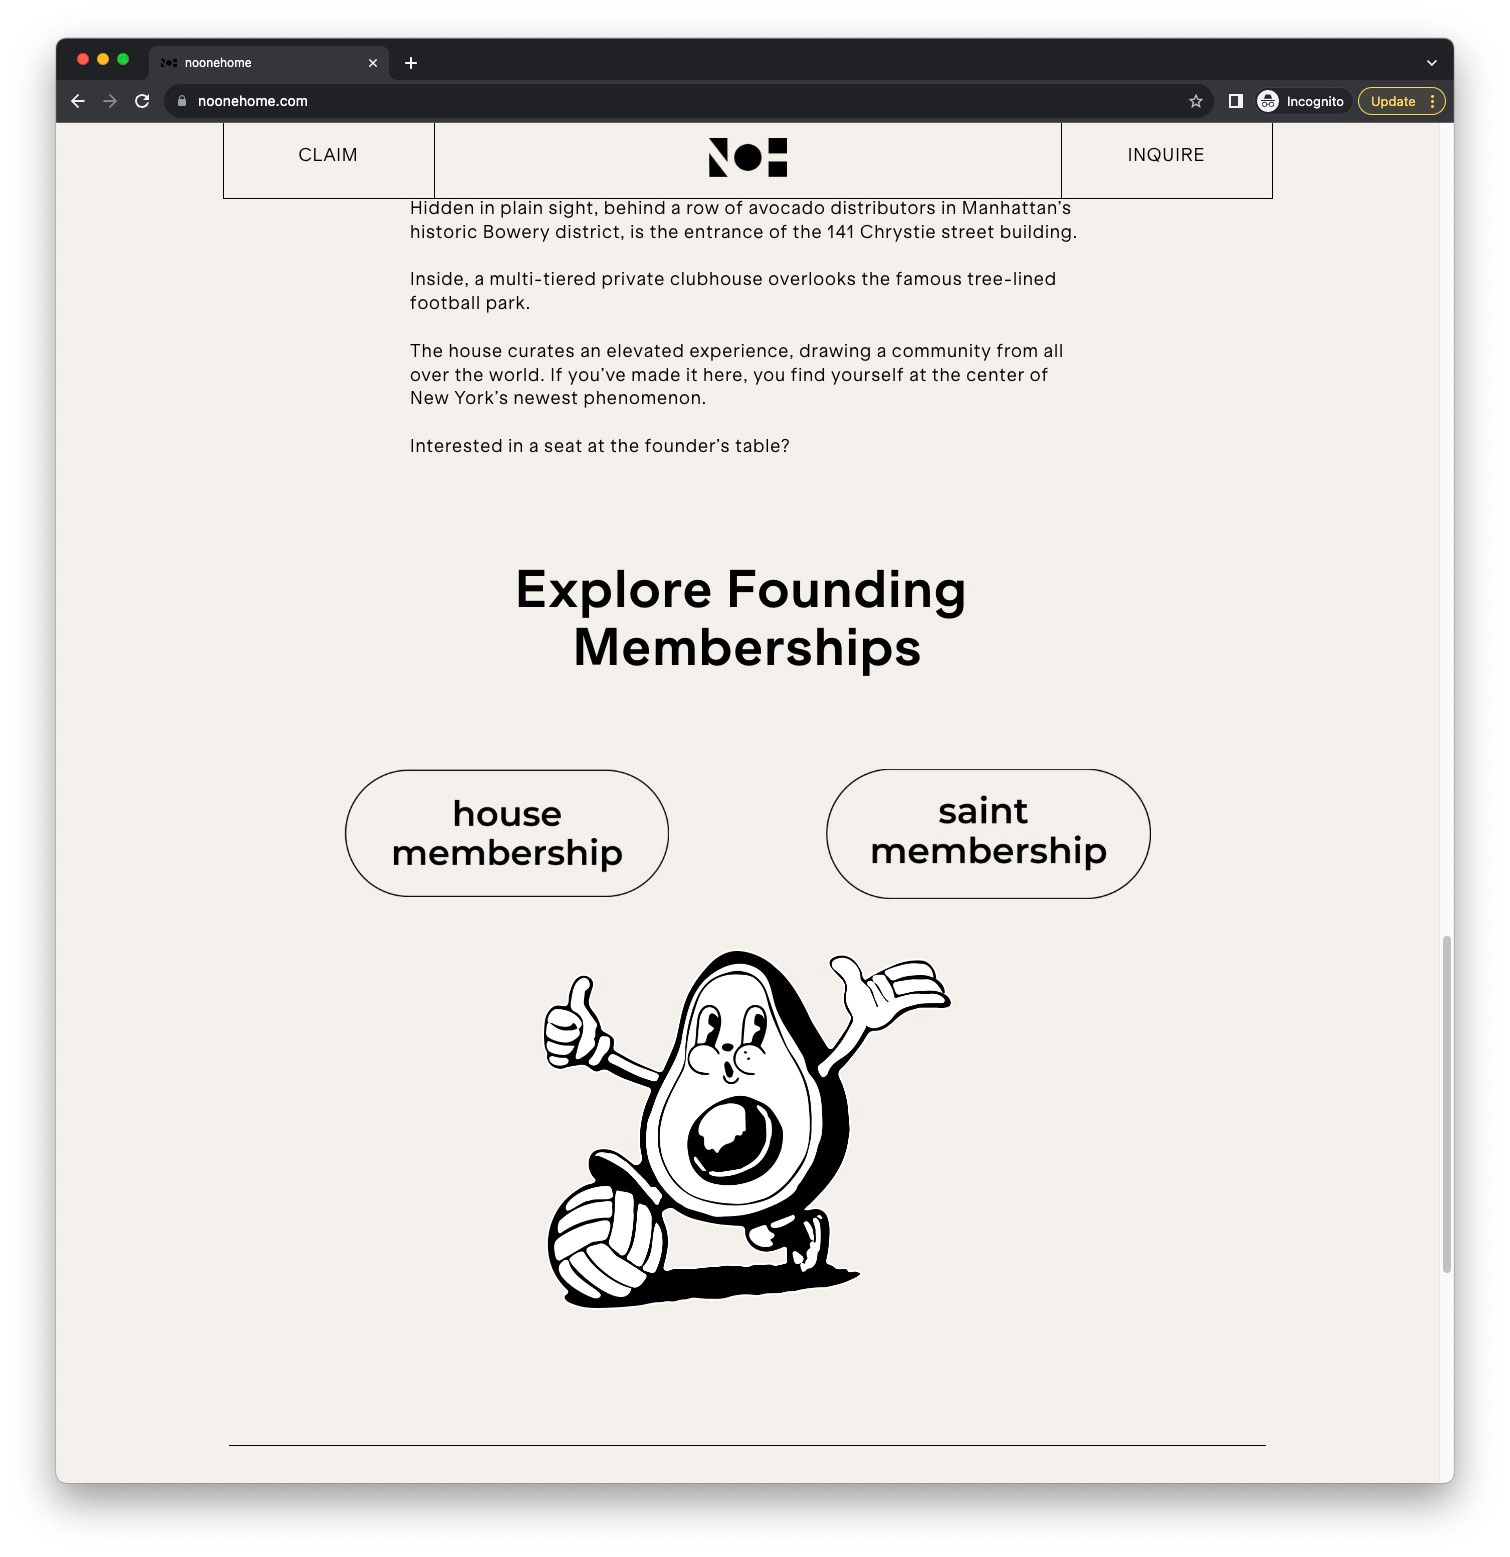 noonehome
noonehome.com
Incognito
Update
CLAIM
NOH
INQUIRE
Hidden in plain sight, behind a row of avocado distributors in Manhattan’s
historic Bowery district, is the entrance of the 141 Chrystie street building.
Inside, a multi-tiered private clubhouse overlooks the famous tree-lined
football park.
The house curates an elevated experience, drawing a community from all
over the world. If you’ve made it here, you find yourself at the center of
New York’s newest phenomenon.
Interested in a seat at the founder’s table?
Explore Founding
Memberships
house
membership
saint
membership